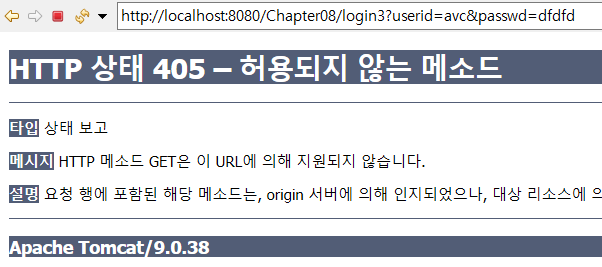 http://localhost:8080/Chapter08/login3?userid=avc&passwd=dfdfd
HTTP 상태 405 – 허용되지 않는 메소드
타입 상태 보고
메시지 HTTP 메소드 GET은 이 URL에 의해 지원되지 않습니다.
설명 요청 행에 포함된 해당 메소드는, origin 서버에 의해 인지되었으나, 대상 리소스에 의
Apache Tomcat/9.0.38